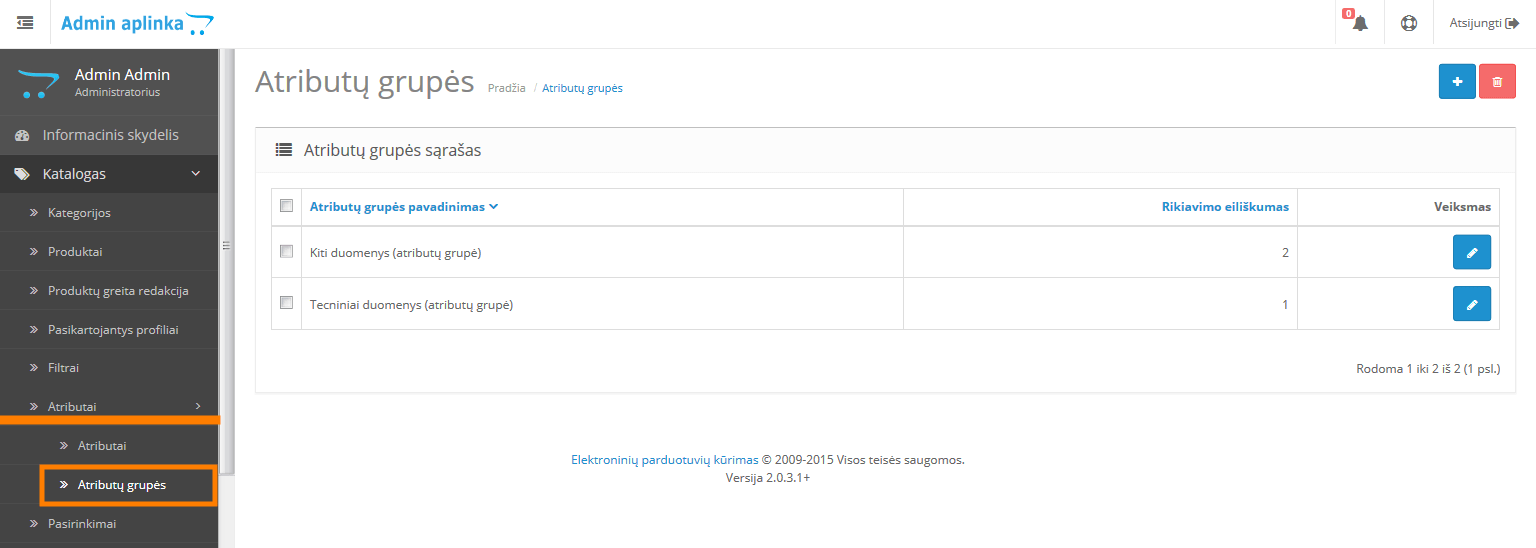 Admin aplinka
0
Atsijungti
Admin Admin
Administratorius
Informacinis skydelis
Katalogas
Kategorijos
Produktai
Produktų greita redakcija
Pasikartojantys profiliai
Filtrai
Atributai
Atributai
Atributų grupės
Pasirinkimai
Atributų grupės Pradžia / Atributų grupės
Atributų grupės sąrašas
Atributų grupės pavadinimas Rikiavimo eiliškumas Veiksmas
Kiti duomenys (atributų grupė) 2
Tecniniai duomenys (atributų grupė) 1
Rodoma 1 iki 2 iš 2 (1 psl.)
Elektroninių parduotuvių kūrimas © 2009-2015 Visos teisės saugomos.
Versija 2.0.3.1+